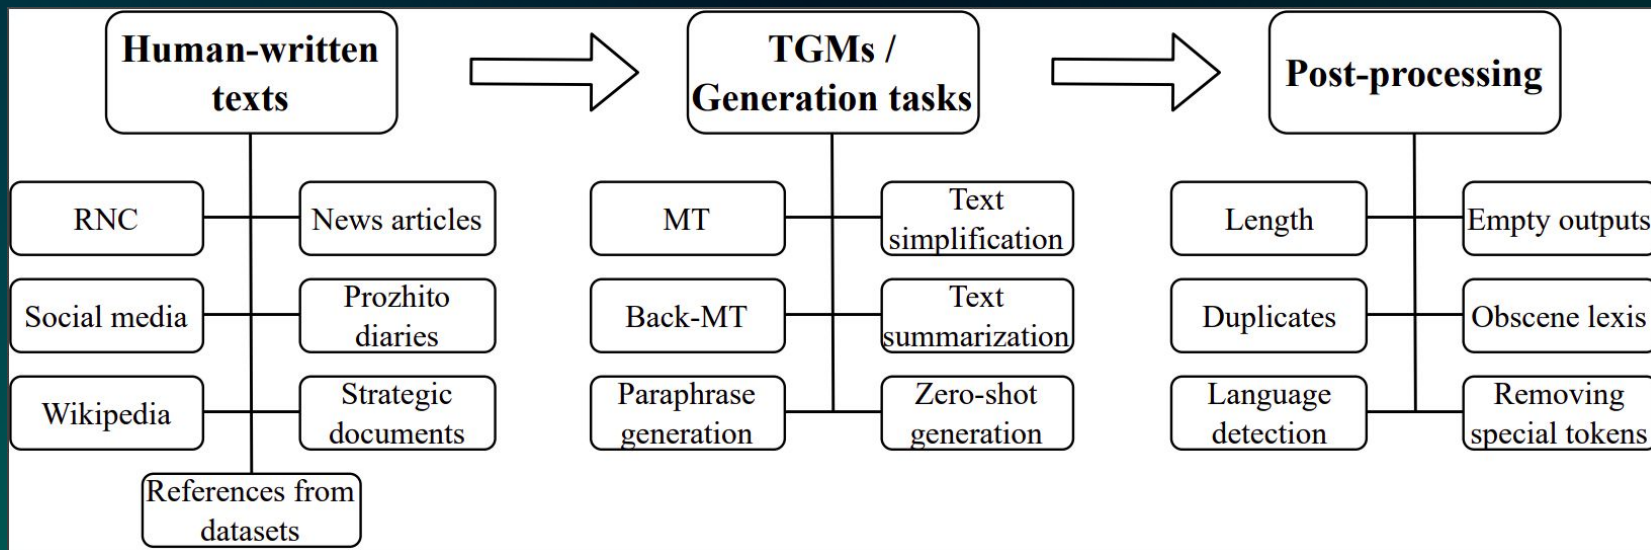 Human-written
texts
TGMs /
Generation tasks
Post-processing
RNC
News articles
Social media
Prozhito
diaries
Wikipedia
Strategic
documents
References from
datasets
MT
Text
simplification
Back-MT
Text
summarization
Paraphrase
generation
Zero-shot
generation
Length
Empty outputs
Duplicates
Obscene lexis
Language
detection
Removing
special tokens